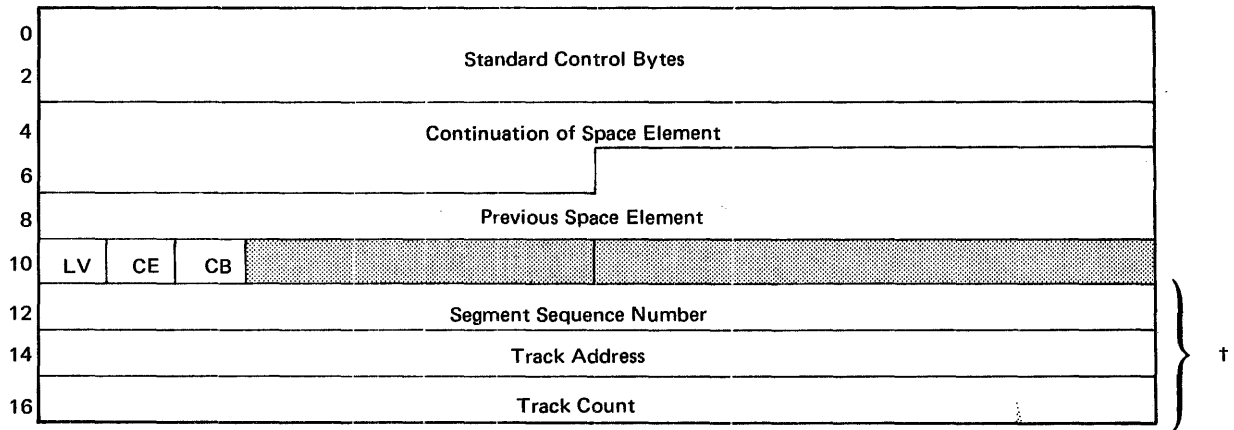 0
Standard Control Bytes
2
4 Continuation of Space Element
6
8 Previous Space Element
10 LV CE CB
12 Segment Sequence Number
14 Track Address †
16 Track Count